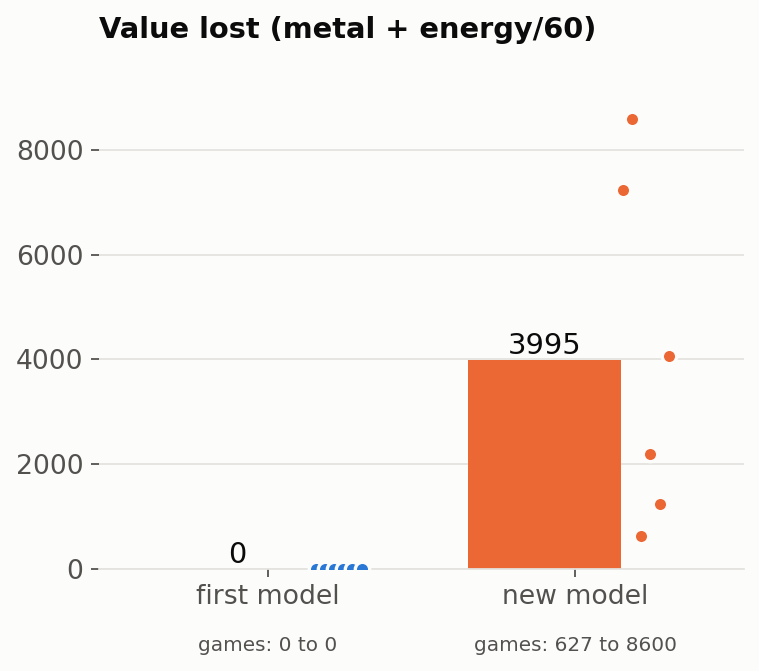 Value lost (metal + energy/60)
8000
6000
4000
2000
0
3995
0
first model
new model
games: 0 to 0
games: 627 to 8600